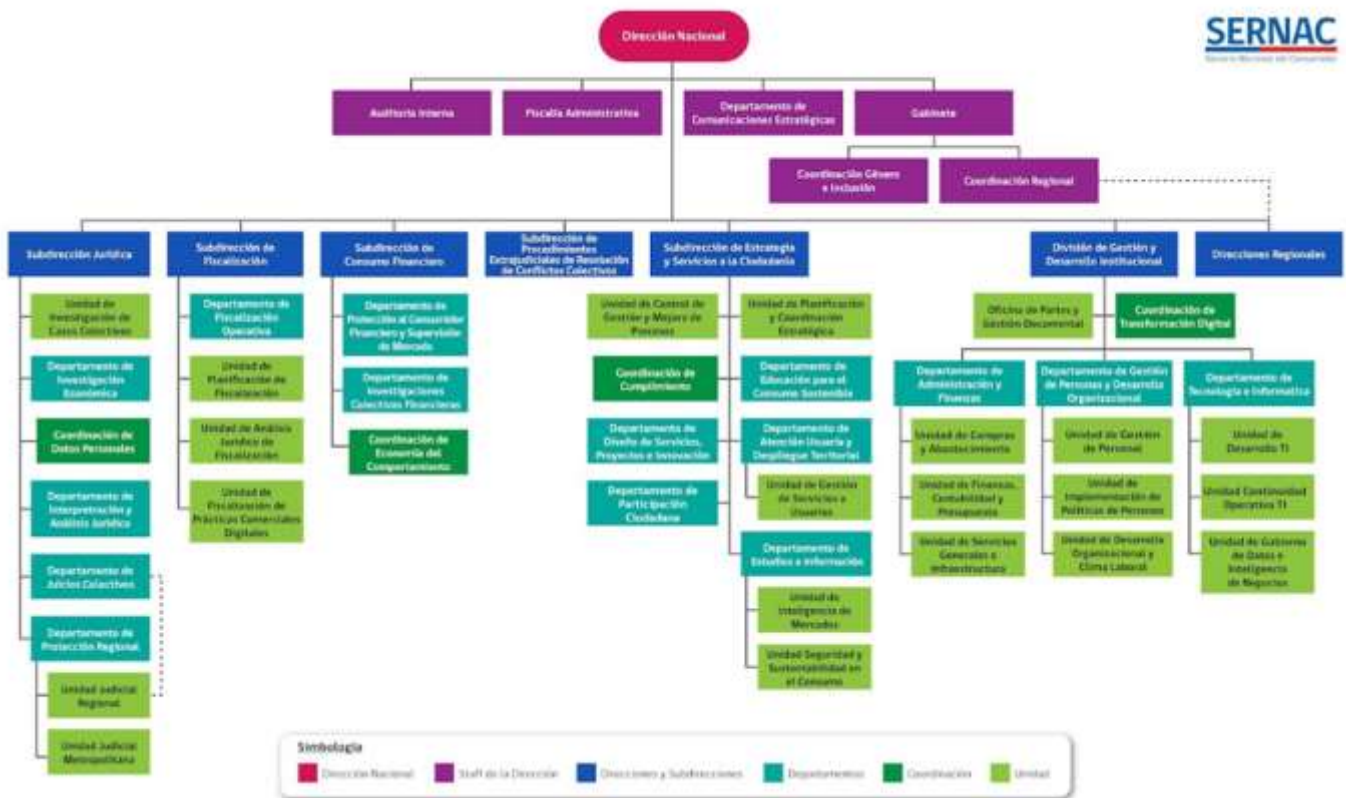 SERNAC
Servicio Nacional del Consumidor
Dirección Nacional
Auditoría Interna
Fiscalía Administrativa
Departamento de
Comunicaciones Estratégicas
Gabinete
Coordinación Género
e Inclusión
Coordinación Regional
Subdirección Jurídica
Subdirección de
Fiscalización
Subdirección de
Consumo Financiero
Subdirección de
Procedimientos
Extrajudiciales de Resolución
de Conflictos Colectivos
Subdirección de Estrategia
y Servicios a la Ciudadanía
División de Gestión y
Desarrollo Institucional
Direcciones Regionales
Unidad de
Investigación de
Casos Colectivos
Departamento de
Investigación
Económica
Coordinación de
Datos Personales
Departamento de
Interpretación y
Análisis Jurídico
Departamento de
Juicios Colectivos
Departamento de
Protección Regional
Unidad Judicial
Regional
Unidad Judicial
Metropolitana
Departamento de
Fiscalización
Operativa
Unidad de
Planificación de
Fiscalización
Unidad de Análisis
Jurídico de
Fiscalización
Unidad de
Fiscalización de
Prácticas Comerciales
Digitales
Departamento de
Protección al Consumidor
Financiero y Supervisión
de Mercado
Departamento de
Investigaciones
Colectivas Financieras
Coordinación de
Economía del
Comportamiento
Unidad de Control de
Gestión y Mejora de
Procesos
Unidad de Planificación
y Coordinación
Estratégica
Coordinación de
Cumplimiento
Departamento de
Educación para el
Consumo Sostenible
Departamento de
Diseño de Servicios,
Proyectos e Innovación
Departamento de
Atención Usuaria y
Despliegue Territorial
Departamento de
Participación
Ciudadana
Unidad de Gestión
de Servicios a
Usuarios
Departamento de
Estudios e Información
Unidad de
Inteligencia de
Mercados
Unidad Seguridad y
Sustentabilidad en
el Consumo
Oficina de Partes y
Gestión Documental
Coordinación de
Transformación Digital
Departamento de
Administración y
Finanzas
Unidad de Compras
y Abastecimiento
Unidad de Finanzas,
Contabilidad y
Presupuesto
Unidad de Servicios
Generales e
Infraestructura
Departamento de Gestión
de Personas y Desarrollo
Organizacional
Unidad de Gestión
de Personas
Unidad de
Implementación de
Políticas de Personas
Unidad de Desarrollo
Organizacional y
Clima Laboral
Departamento de
Tecnología e Informática
Unidad de
Desarrollo TI
Unidad Continuidad
Operativa TI
Unidad de Gobierno
de Datos e
Inteligencia
de Negocios
Simbología
Dirección Nacional
Staff de la Dirección
Direcciones y Subdirecciones
Departamentos
Coordinación
Unidad